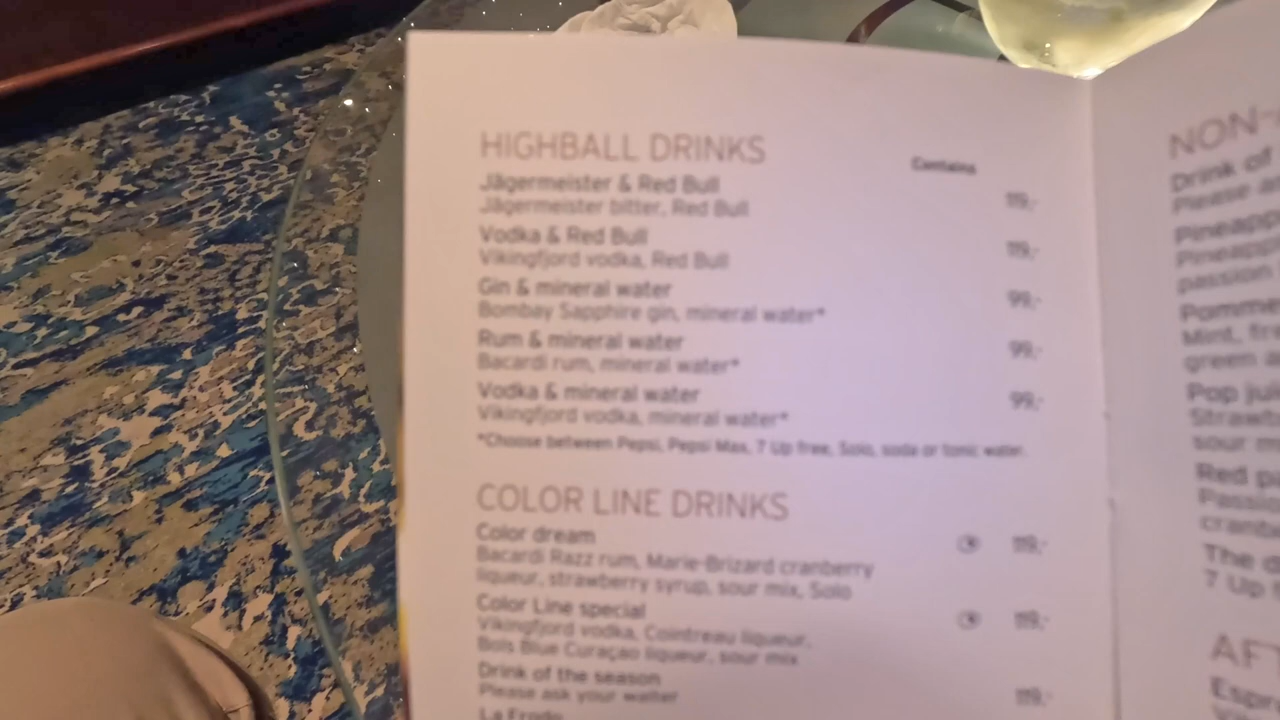 HIGHBALL DRINKS
Contains
Jägermeister & Red Bull
Jägermeister bitter, Red Bull 119,-
Vodka & Red Bull
Vikingfjord vodka, Red Bull 119,-
Gin & mineral water
Bombay Sapphire gin, mineral water* 99,-
Rum & mineral water
Bacardi rum, mineral water* 99,-
Vodka & mineral water
Vikingfjord vodka, mineral water* 99,-
*Choose between Pepsi, Pepsi Max, 7 Up free, Solo, soda or tonic water.
COLOR LINE DRINKS
Color dream 119,-
Bacardi Razz rum, Marie-Brizard cranberry
liqueur, strawberry syrup, sour mix, Solo
Color Line special 119,-
Vikingfjord vodka, Cointreau liqueur,
Bols Blue Curaçao liqueur, sour mix
Drink of the season
Please ask your waiter 119,-
La Frodo
NON-
Drink of
Please
Pineapp
Pineapp
passion
Pomme
Mint,
green
Pop
sour
Red
The
7 Up
AFT
Espr